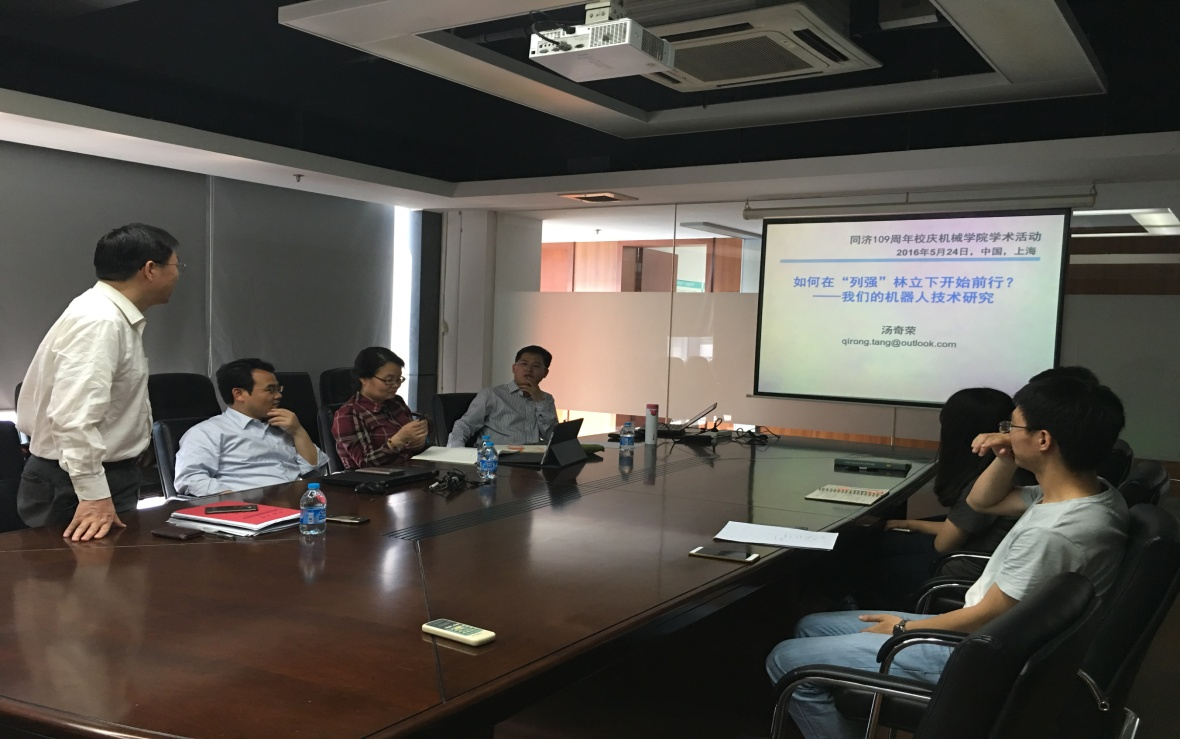 同济109周年校庆机械学院学术活动
2016年5月24日，中国，上海
如何在“列强”林立下开始前行？
——我们的机器人技术研究
汤奇荣
qirong.tang@outlook.com